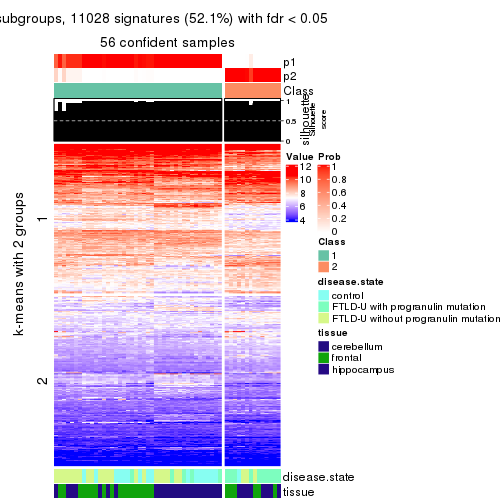 subgroups, 11028 signatures (52.1%) with fdr < 0.05
56 confident samples
p1
p2
Class
silhouette
Silhouette
score
1
0.5
0
k-means with 2 groups
1
2
Value
12
10
8
6
4
Prob
1
0.8
0.6
0.4
0.2
0
Class
1
2
disease.state
control
FTLD-U with progranulin mutation
FTLD-U without progranulin mutation
tissue
cerebellum
frontal
hippocampus
disease.state
tissue